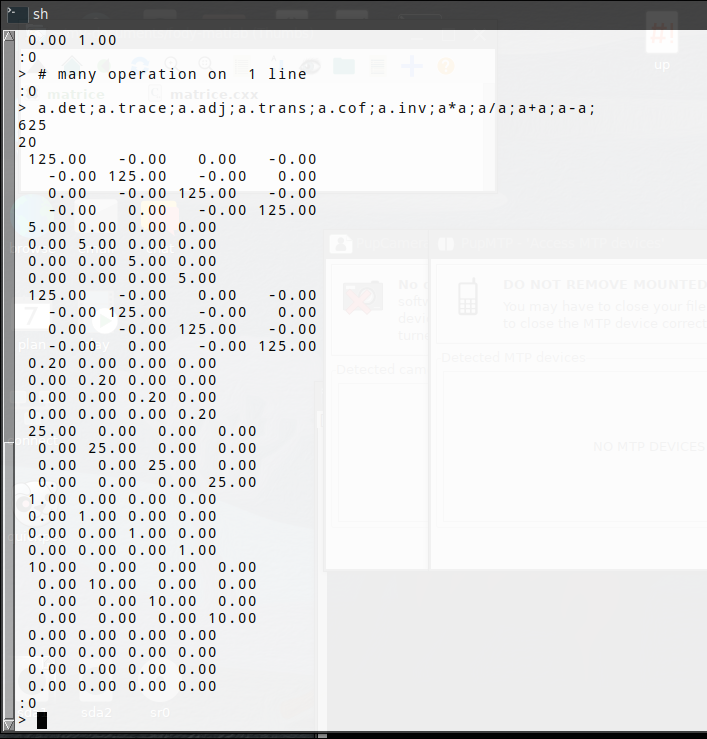 sh
0.00 1.00
:0
> # many operation on  1 line
:0
> a.det;a.trace;a.adj;a.trans;a.cof;a.inv;a*a;a/a;a+a;a-a;
625
20
125.00   -0.00   0.00   -0.00
-0.00 125.00   -0.00   0.00
0.00   -0.00 125.00   -0.00
-0.00   0.00   -0.00 125.00
5.00 0.00 0.00 0.00
0.00 5.00 0.00 0.00
0.00 0.00 5.00 0.00
0.00 0.00 0.00 5.00
125.00   -0.00   0.00   -0.00
-0.00 125.00   -0.00   0.00
0.00   -0.00 125.00   -0.00
-0.00   0.00   -0.00 125.00
0.20 0.00 0.00 0.00
0.00 0.20 0.00 0.00
0.00 0.00 0.20 0.00
0.00 0.00 0.00 0.20
25.00  0.00  0.00  0.00
0.00 25.00  0.00  0.00
0.00  0.00 25.00  0.00
0.00  0.00  0.00 25.00
1.00 0.00 0.00 0.00
0.00 1.00 0.00 0.00
0.00 0.00 1.00 0.00
0.00 0.00 0.00 1.00
10.00  0.00  0.00  0.00
0.00 10.00  0.00  0.00
0.00  0.00 10.00  0.00
0.00  0.00  0.00 10.00
0.00 0.00 0.00 0.00
0.00 0.00 0.00 0.00
0.00 0.00 0.00 0.00
0.00 0.00 0.00 0.00
:0
>
#!
up
matrice
matrice.cxx
DO NOT REMOVE MOUNTED
You may have to close your file
to close the MTP device correct
Detected cam
Detected MTP devices
NO MTP DEVICES
7
plan
sda2
sr0